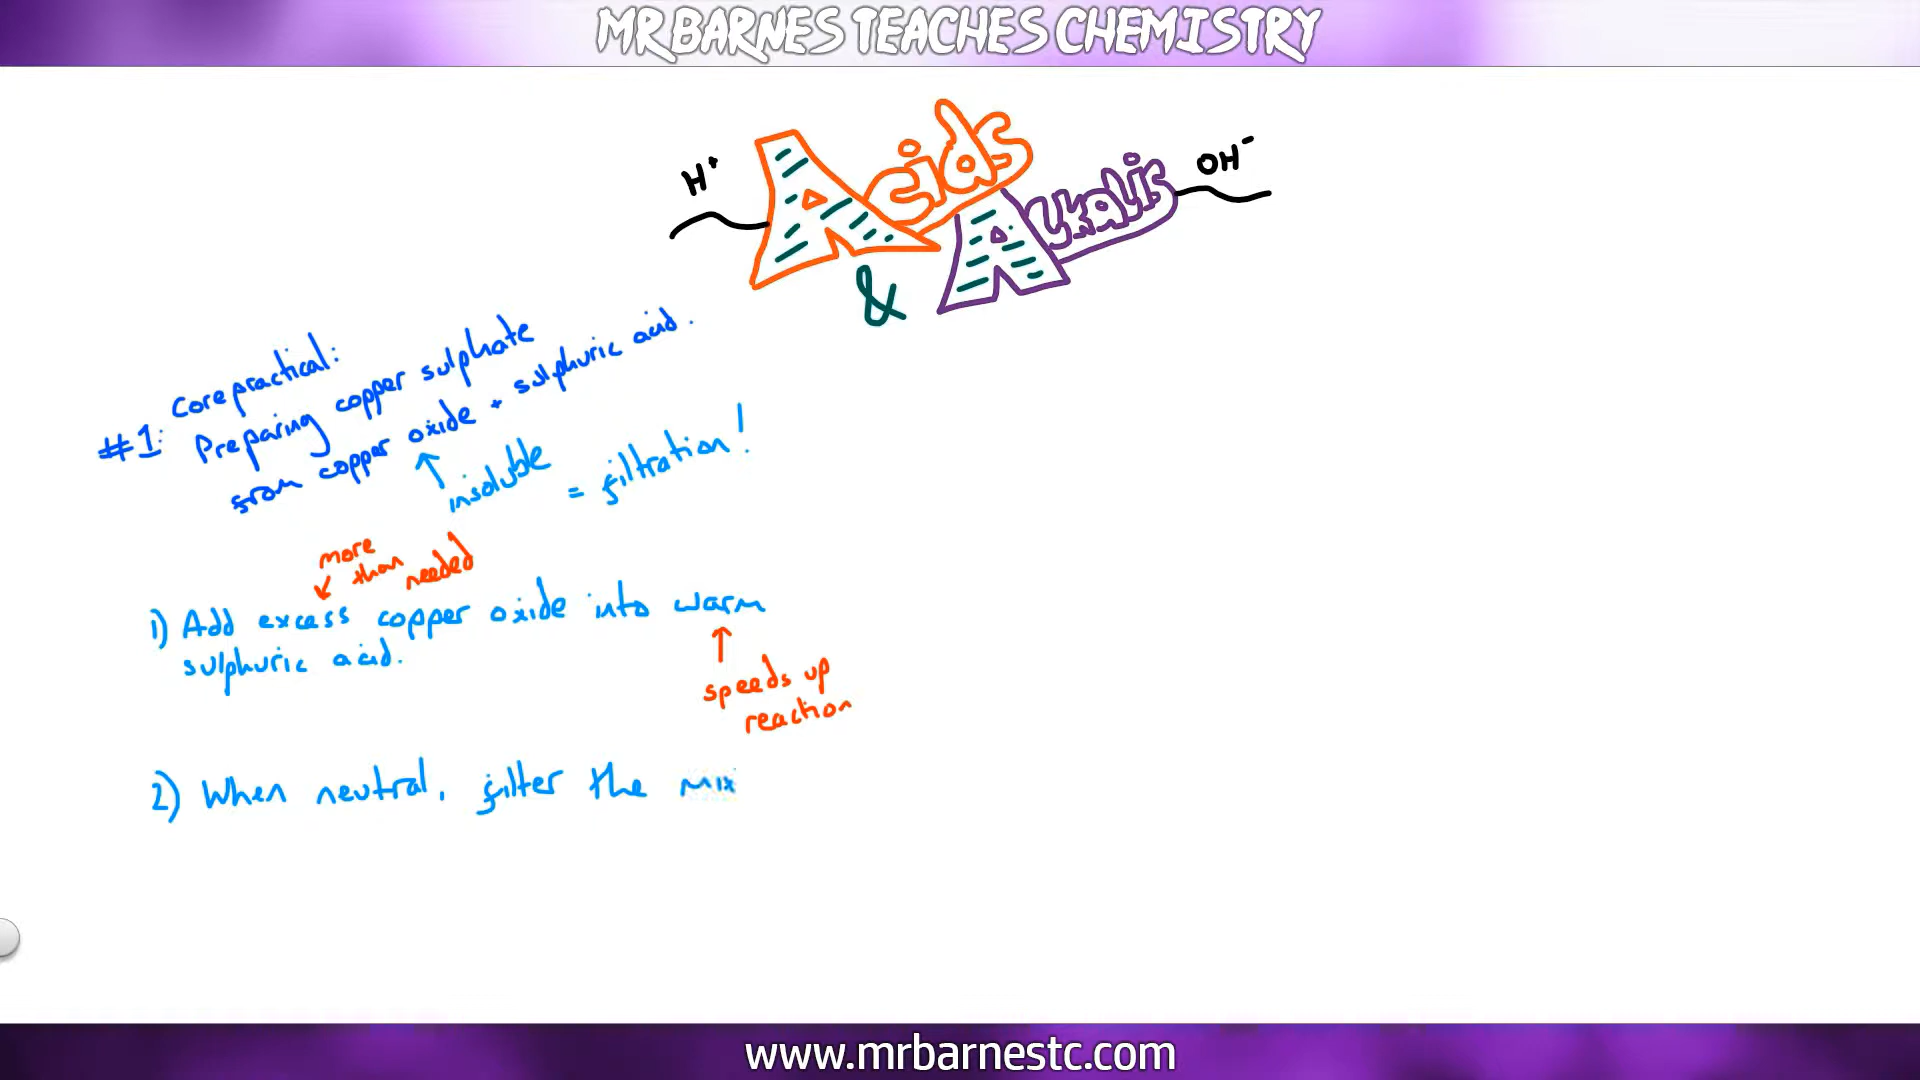 MR BARNES TEACHES CHEMISTRY
H⁺
Acids
&
Alkalis
OH⁻
#1: Core practical:
Preparing copper sulphate
from copper oxide + sulphuric acid.
insoluble = filtration!
more than needed
1) Add excess copper oxide into warm
sulphuric acid.
speeds up
reaction
2) When neutral, filter the mix
www.mrbarnestc.com